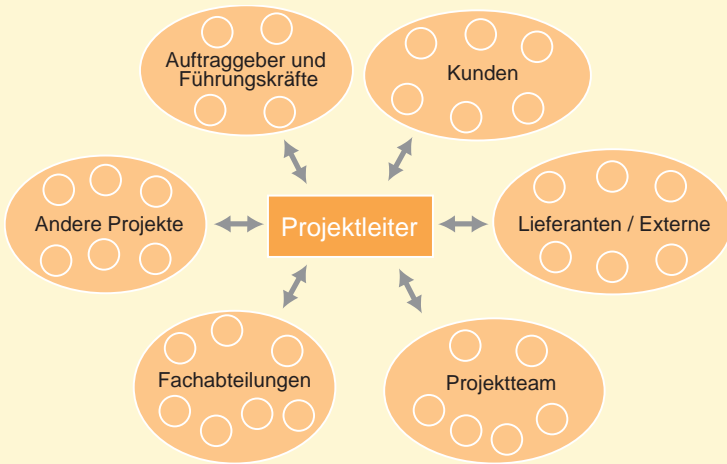 Auftraggeber und
Führungskräfte
Kunden
Andere Projekte
Projektleiter
Lieferanten / Externe
Fachabteilungen
Projektteam